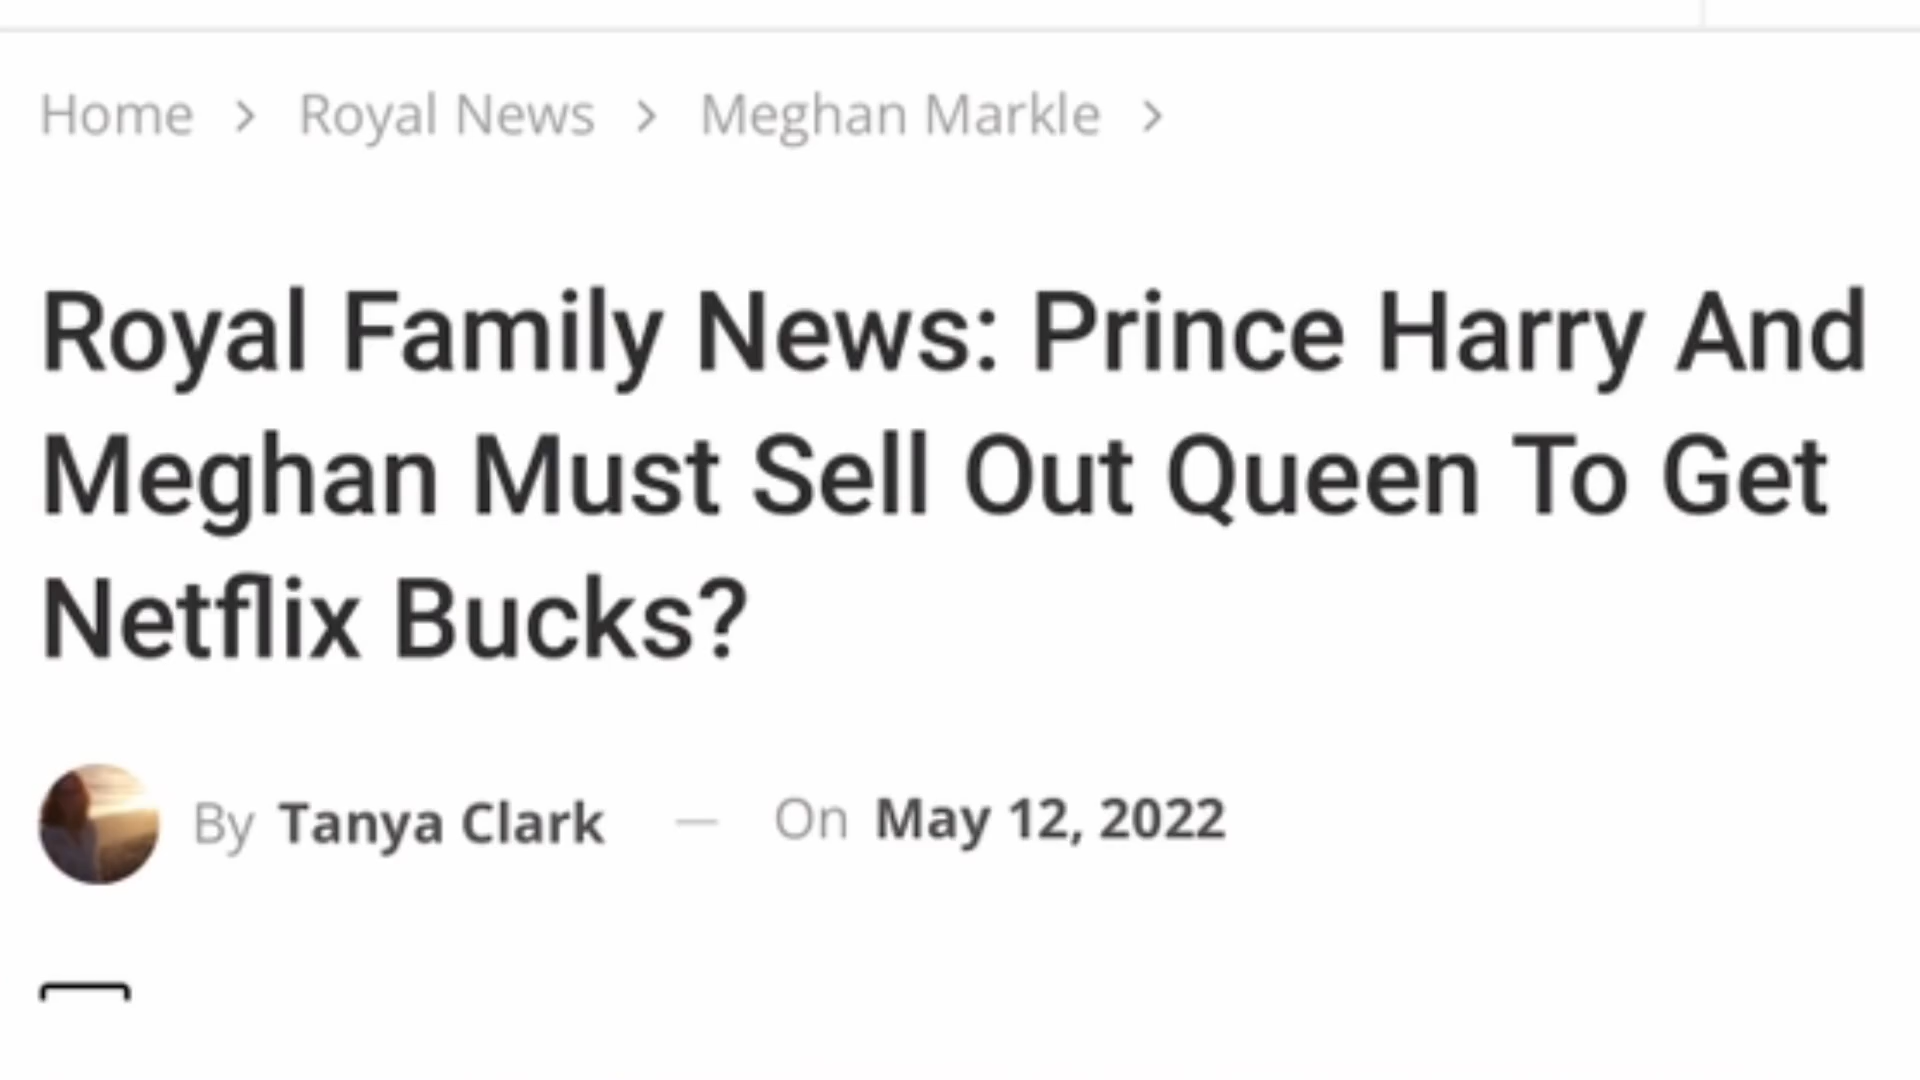 Home > Royal News > Meghan Markle >
Royal Family News: Prince Harry And
Meghan Must Sell Out Queen To Get
Netflix Bucks?
By Tanya Clark — On May 12, 2022